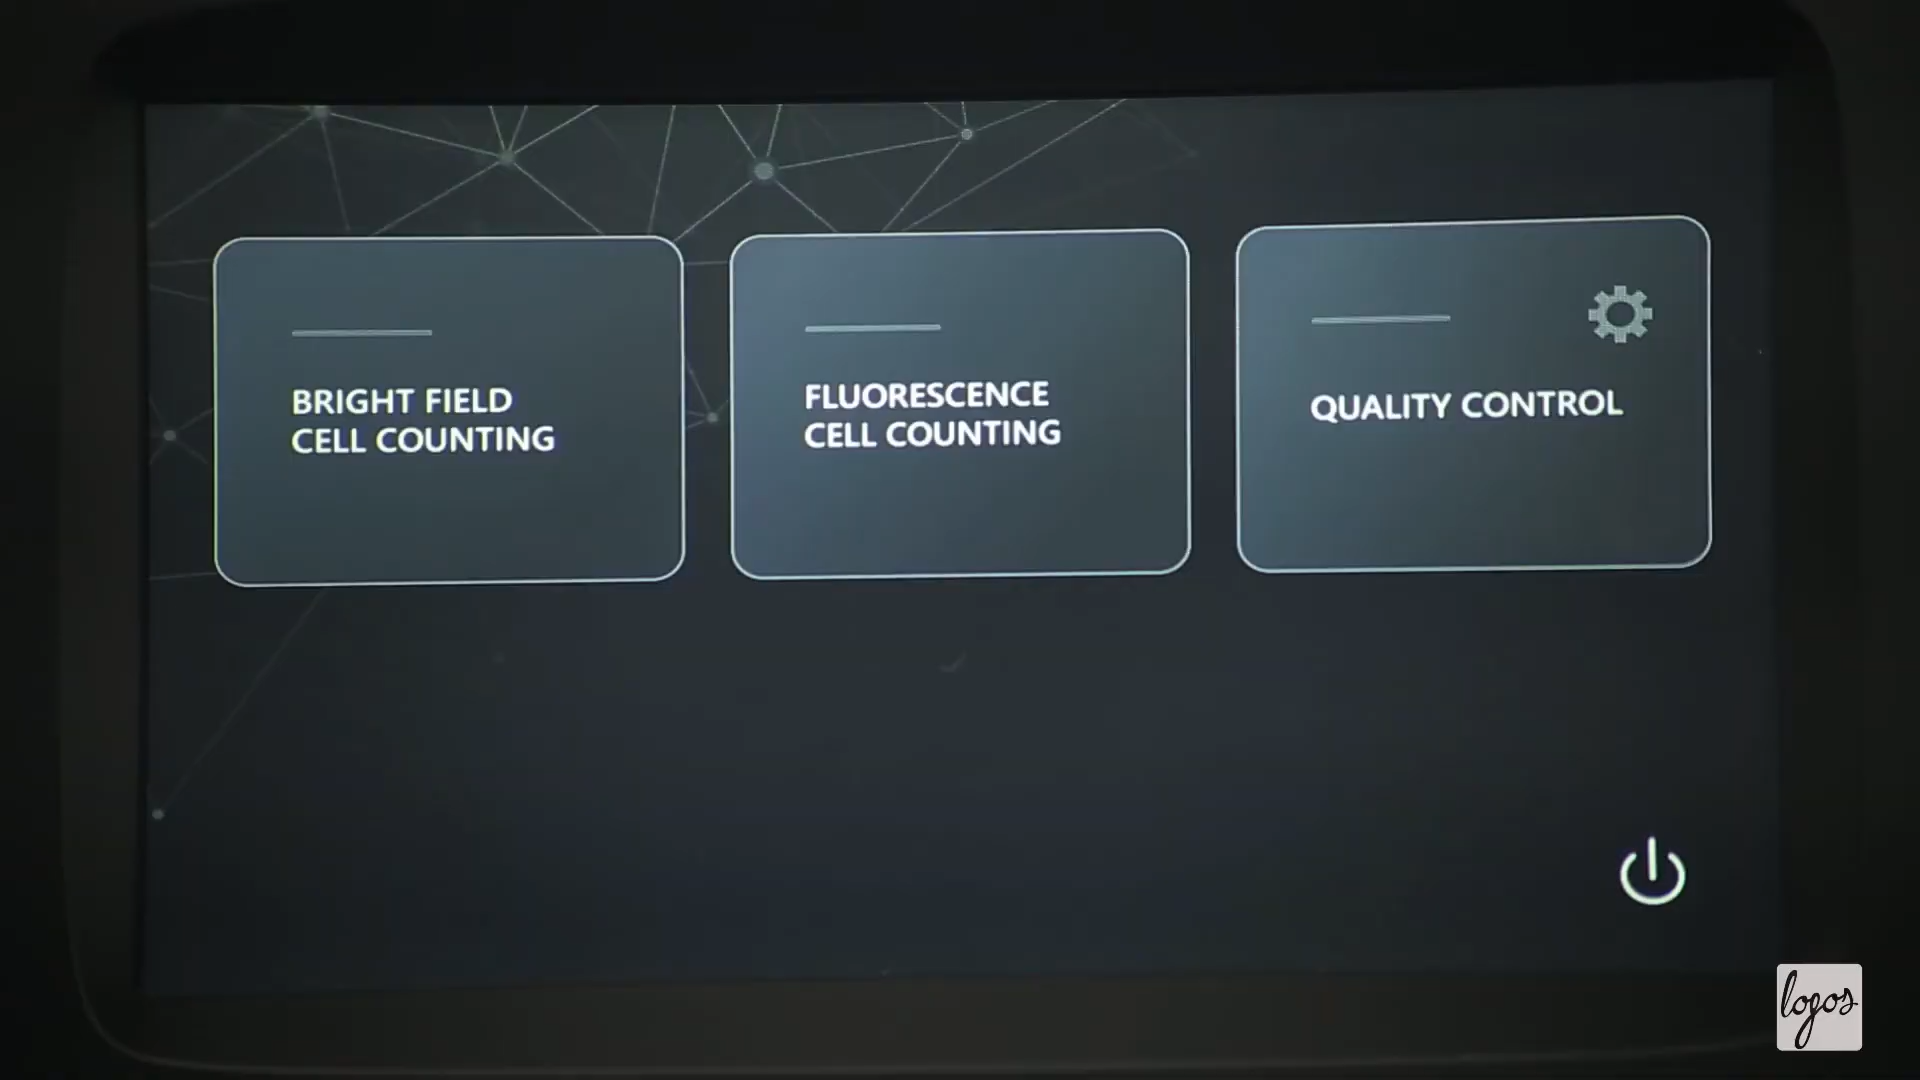 BRIGHT FIELD
CELL COUNTING
FLUORESCENCE
CELL COUNTING
QUALITY CONTROL
logos